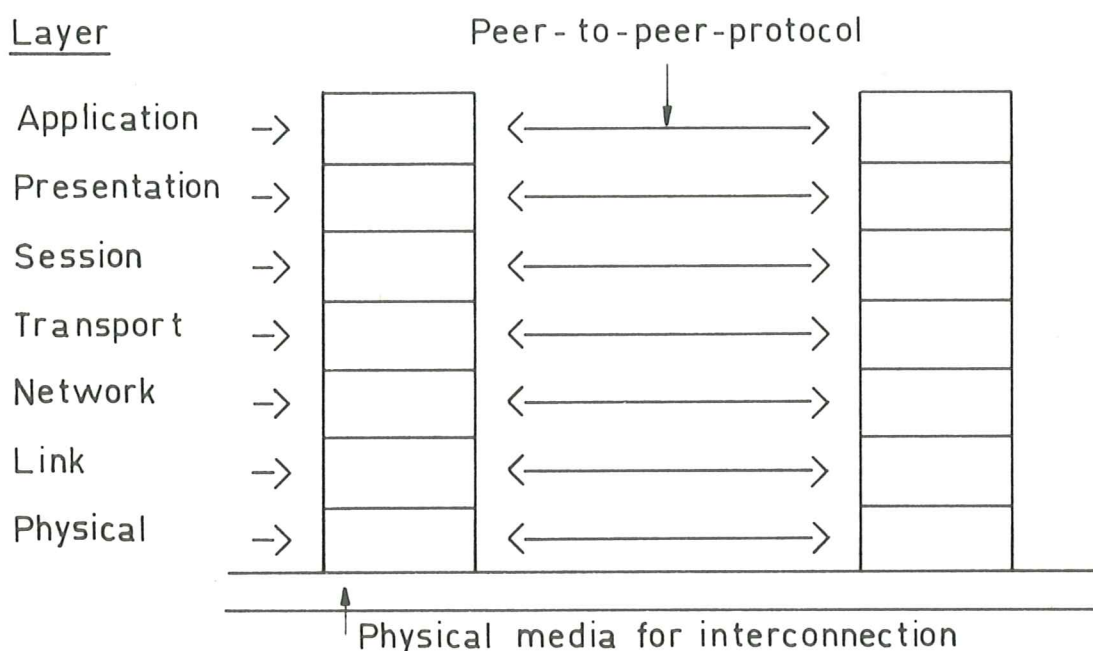 Layer
Peer-to-peer-protocol
Application
Presentation
Session
Transport
Network
Link
Physical
Physical media for interconnection